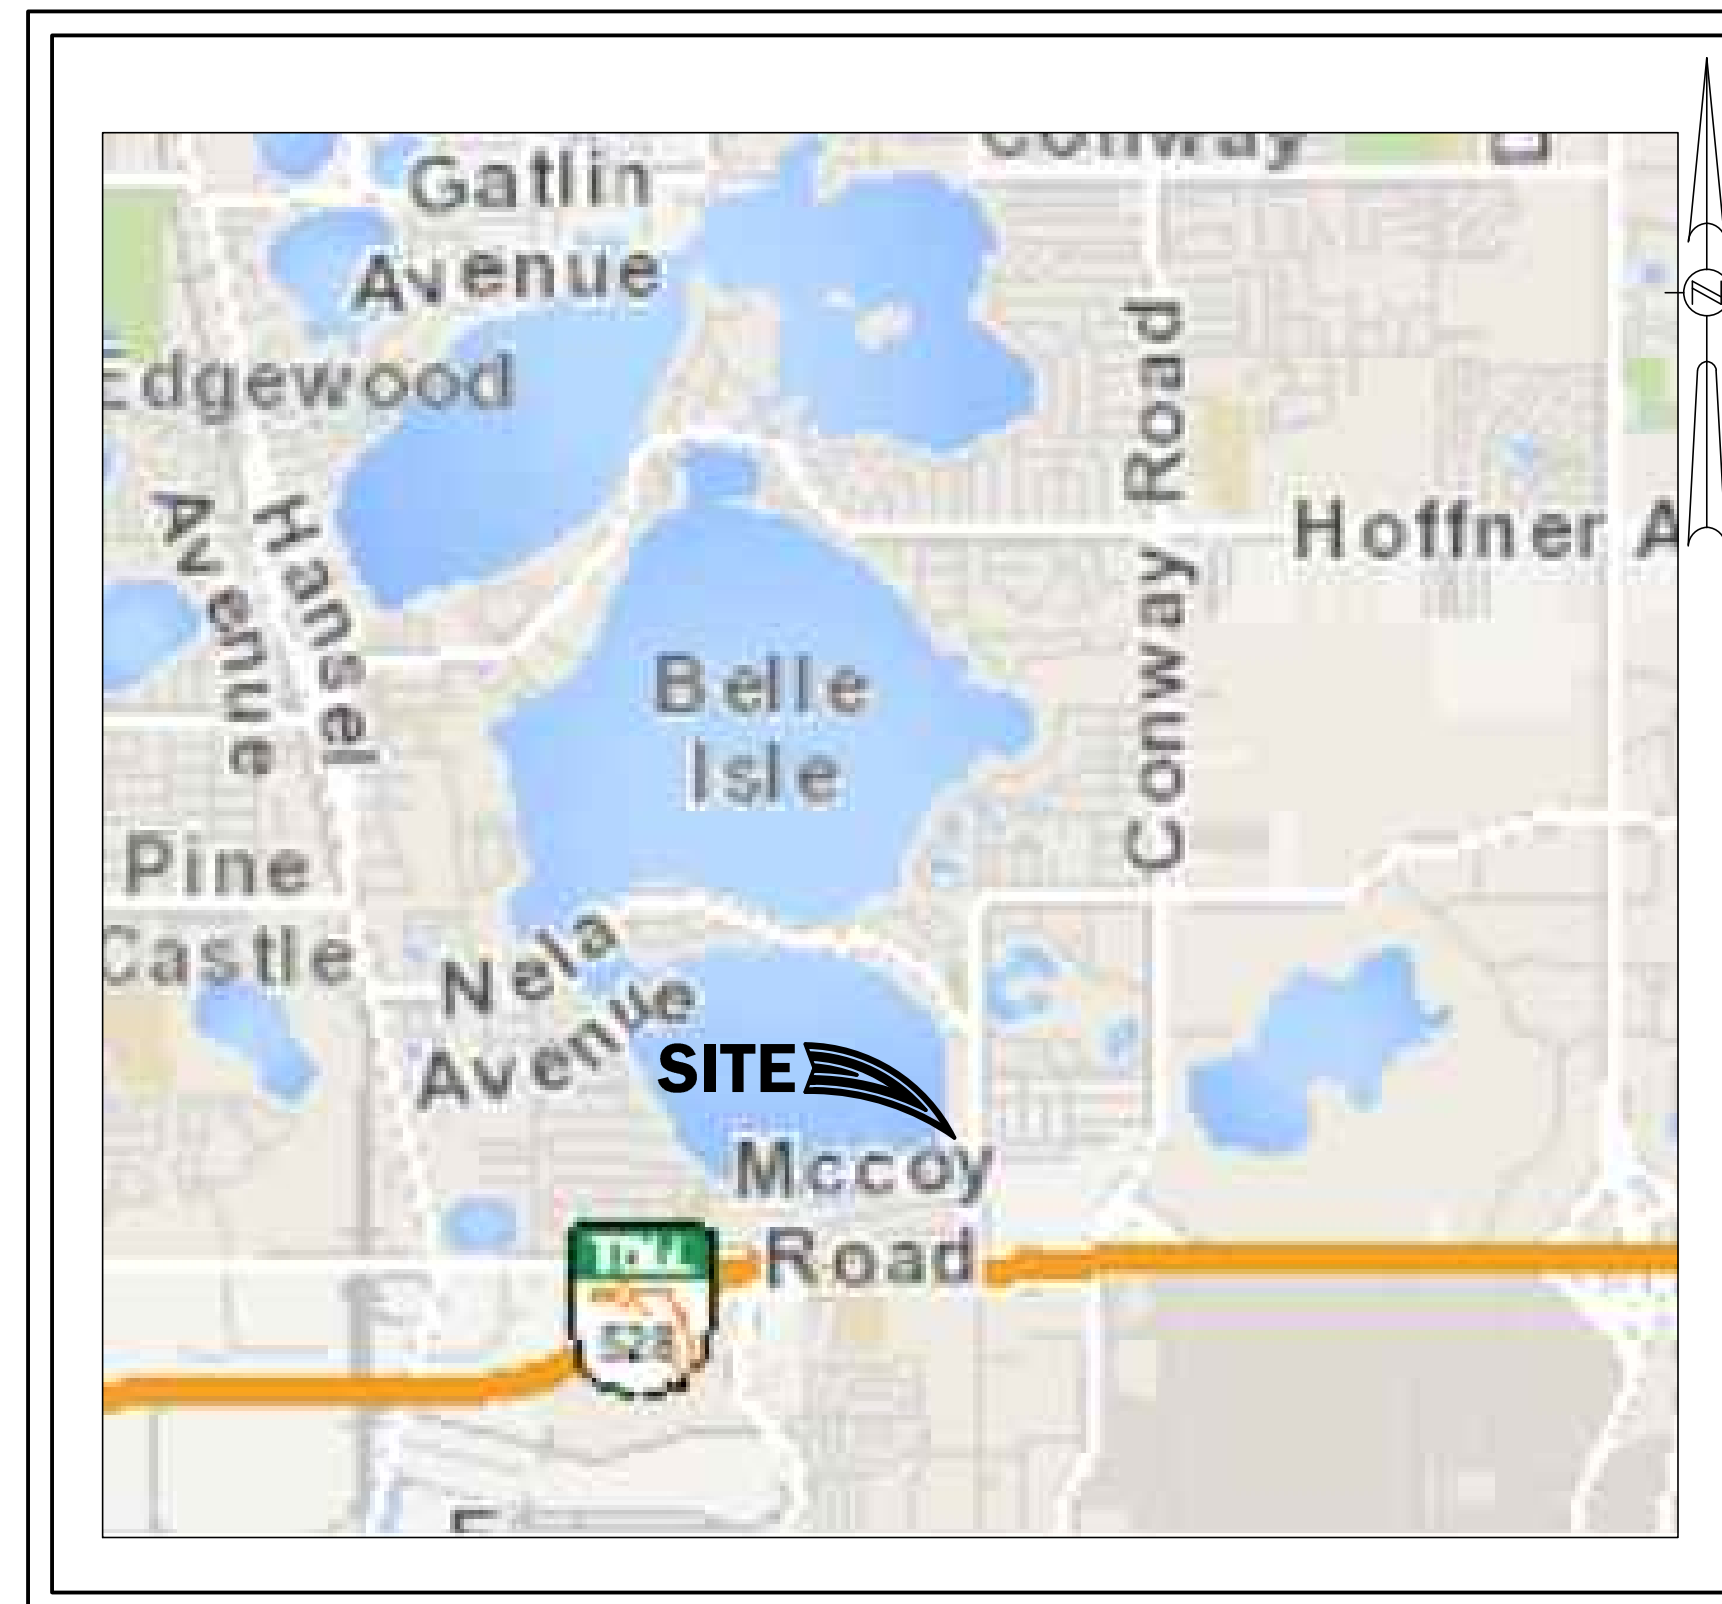 Conway
Gatlin
Avenue
Edgewood
Conway Road
Hoffner A
Hansel
Avenue
Belle
Isle
Pine
Castle
Nela
Avenue
SITE
Mccoy
Road
TOLL
528
N